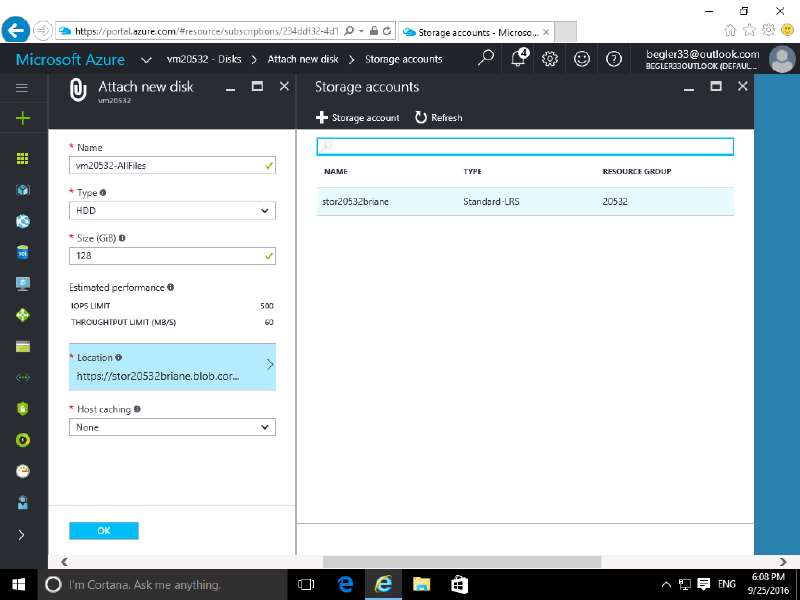 https://portal.azure.com/#resource/subscriptions/234ddf32-4d1
Storage accounts - Microso...
Microsoft Azure
vm20532 - Disks
Attach new disk
Storage accounts
4
begler33@outlook.com
BEGLER33OUTLOOK (DEFAUL...
Attach new disk
vm20532
Storage accounts
Storage account
Refresh
* Name
vm20532-AllFiles
* Type
HDD
* Size (GiB)
128
Estimated performance
IOPS LIMIT 500
THROUGHTPUT LIMIT (MB/S) 60
* Location
https://stor20532briane.blob.cor...
* Host caching
None
OK
NAME TYPE RESOURCE GROUP
stor20532briane Standard-LRS 20532
I'm Cortana. Ask me anything.
ENG
6:08 PM
9/25/2016